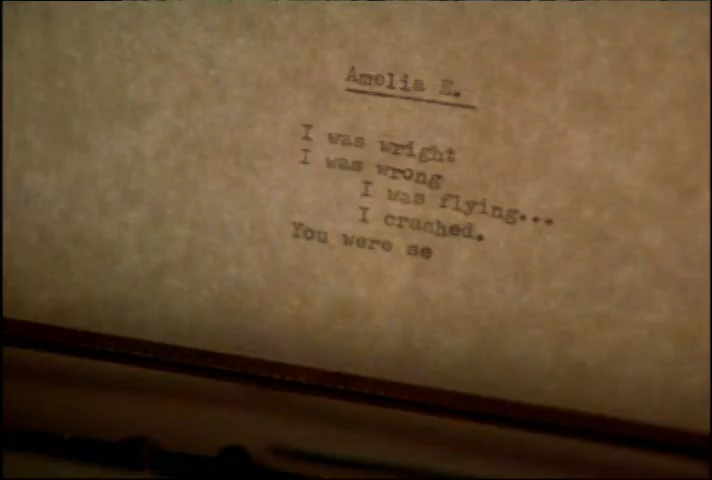 Amelia E.
I was wright
I was wrong
I was flying...
I crashed.
You were se